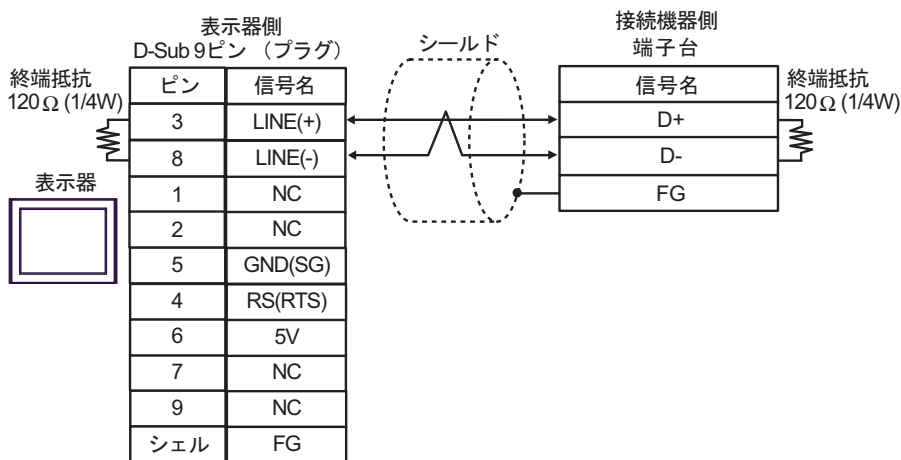 表示器側
D-Sub 9ピン （プラグ）
終端抵抗
120Ω (1/4W)
ピン 信号名
3 LINE(+)
8 LINE(-)
1 NC
2 NC
5 GND(SG)
4 RS(RTS)
6 5V
7 NC
9 NC
シェル FG
表示器
シールド
接続機器側
端子台
信号名
D+
D-
FG
終端抵抗
120Ω (1/4W)